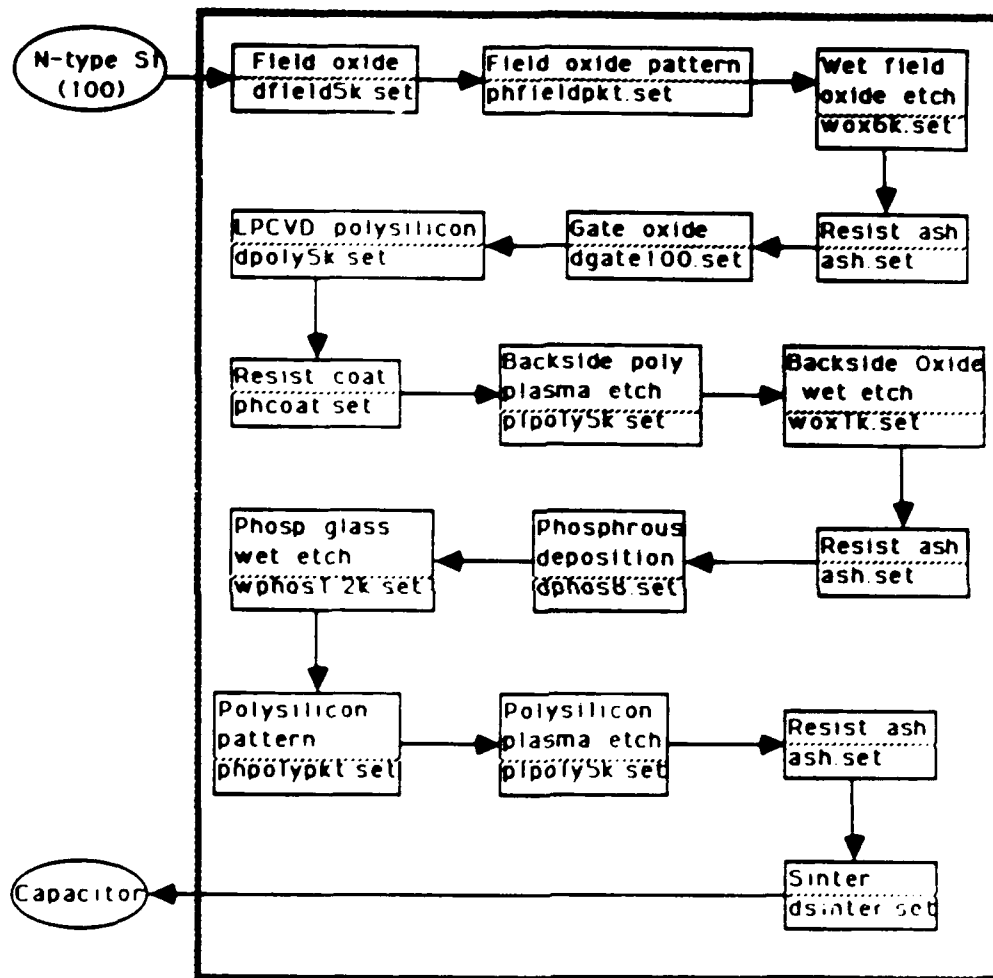 N-type Si
(100)
Field oxide
dfield5k set
Field oxide pattern
phfieldpkt.set
Wet field
oxide etch
wox6k.set
Resist ash
ash.set
Gate oxide
dgate100.set
LPCVD polysilicon
dpoly5k set
Resist coat
phcoat set
Backside poly
plasma etch
plpoly5k set
Backside Oxide
wet etch
wox1k.set
Resist ash
ash.set
Phosphrous
deposition
dphos8.set
Phosp glass
wet etch
wphos1 2k set
Polysilicon
pattern
phpolypkt set
Polysilicon
plasma etch
plpoly5k set
Resist ash
ash.set
Sinter
dsinter.set
Capacitor